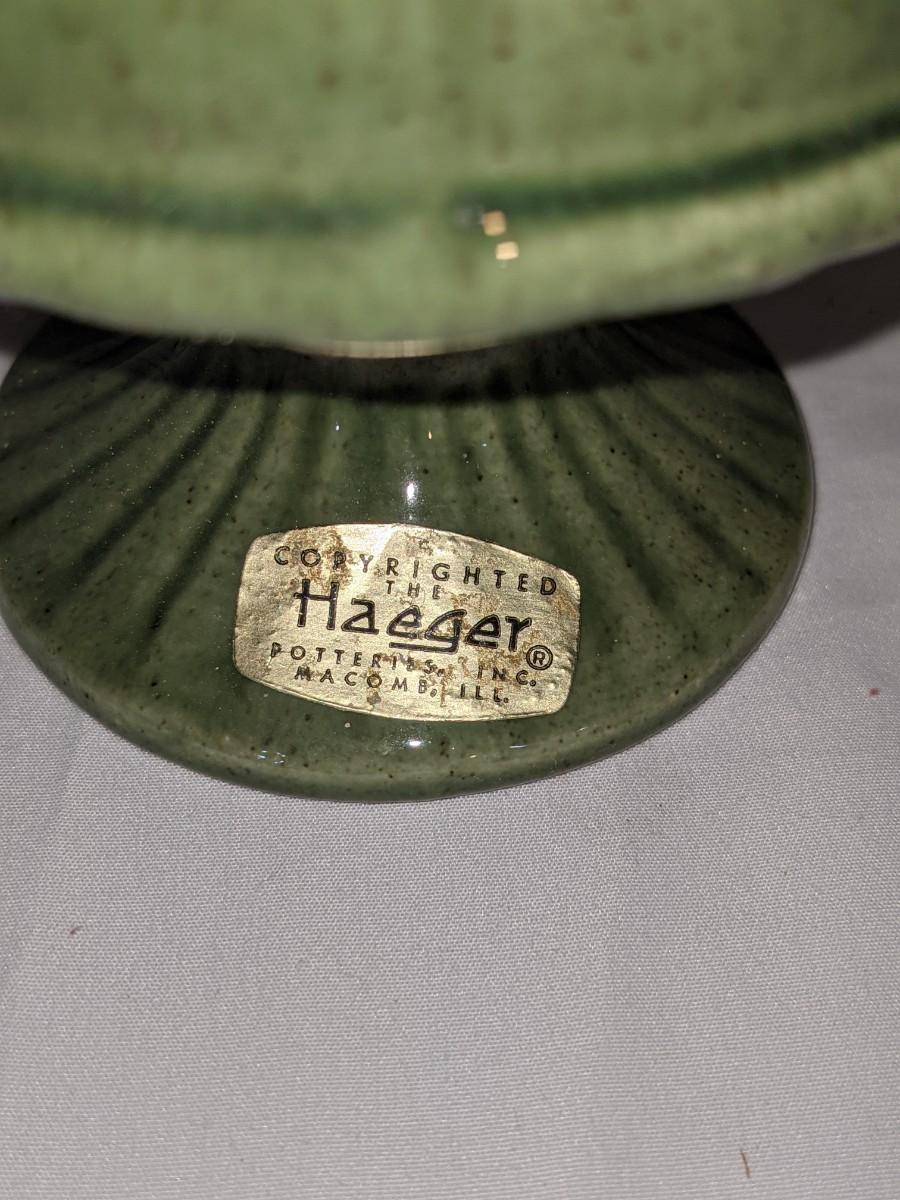 COPYRIGHTED
THE
Haeger®
POTTERIES, INC.
MACOMB, ILL.